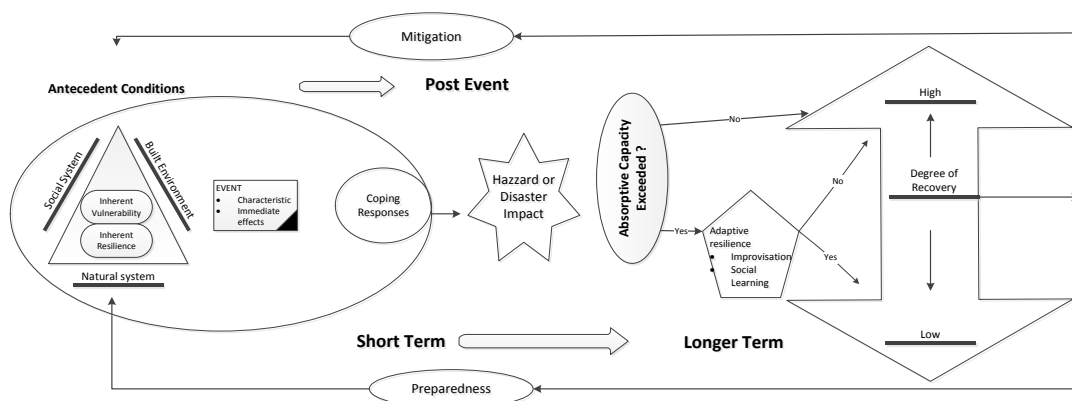 Mitigation
Antecedent Conditions
Post Event
Social System
Built Environment
Inherent
Vulnerability
Inherent
Resilience
Natural system
EVENT
• Characteristic
• Immediate
effects
Coping
Responses
Hazzard or
Disaster
Impact
Absorptive Capacity
Exceeded ?
No
Yes
Adaptive
resilience
• Improvisation
• Social
Learning
No
Yes
High
Degree of
Recovery
Low
Short Term
Longer Term
Preparedness